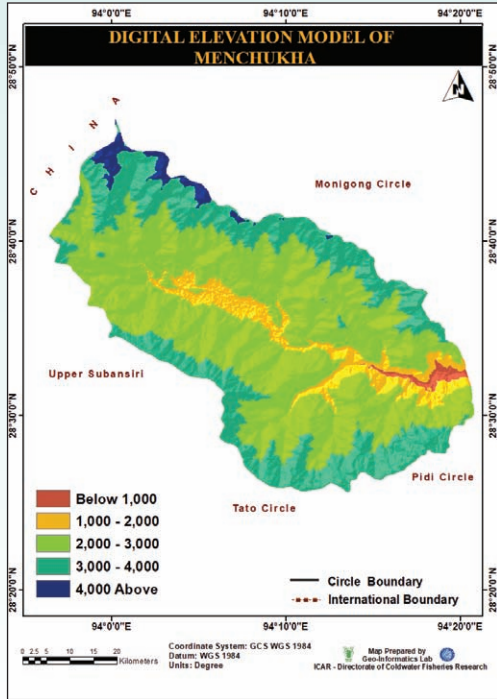 94°0'0"E
94°10'0"E
94°20'0"E
DIGITAL ELEVATION MODEL OF
MENCHUKHA
28°50'0"N
28°50'0"N
N
CHINA
Monigong Circle
28°40'0"N
28°40'0"N
Upper Subansiri
28°30'0"N
28°30'0"N
Pidi Circle
Tato Circle
Below 1,000
1,000 - 2,000
2,000 - 3,000
3,000 - 4,000
4,000 Above
Circle Boundary
International Boundary
28°20'0"N
28°20'0"N
94°0'0"E
94°10'0"E
94°20'0"E
0 2.5 5 10 15 20
Kilometers
Coordinate System: GCS WGS 1984
Datum: WGS 1984
Units: Degree
Map Prepared by
Geo-Informatics Lab
ICAR - Directorate of Coldwater Fisheries Research